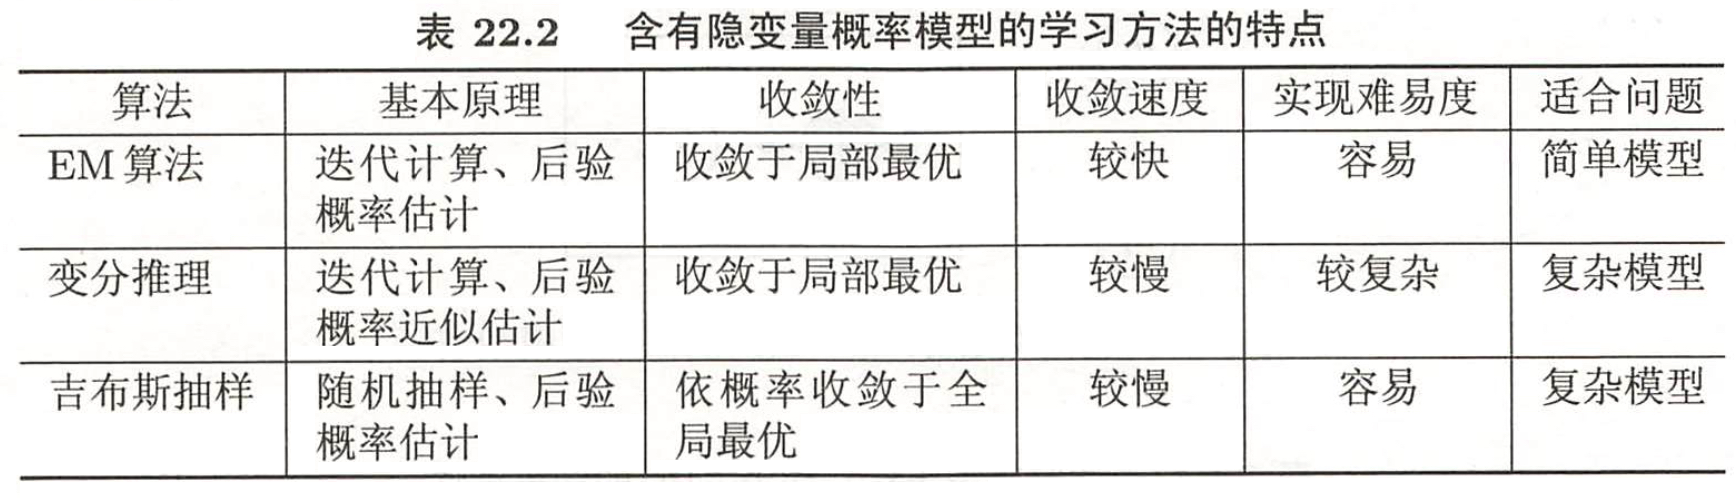 表 22.2 含有隐变量概率模型的学习方法的特点
算法 基本原理 收敛性 收敛速度 实现难易度 适合问题
EM 算法 迭代计算、后验 收敛于局部最优 较快 容易 简单模型
概率估计
变分推理 迭代计算、后验 收敛于局部最优 较慢 较复杂 复杂模型
概率近似估计
吉布斯抽样 随机抽样、后验 依概率收敛于全 较慢 容易 复杂模型
概率估计 局最优